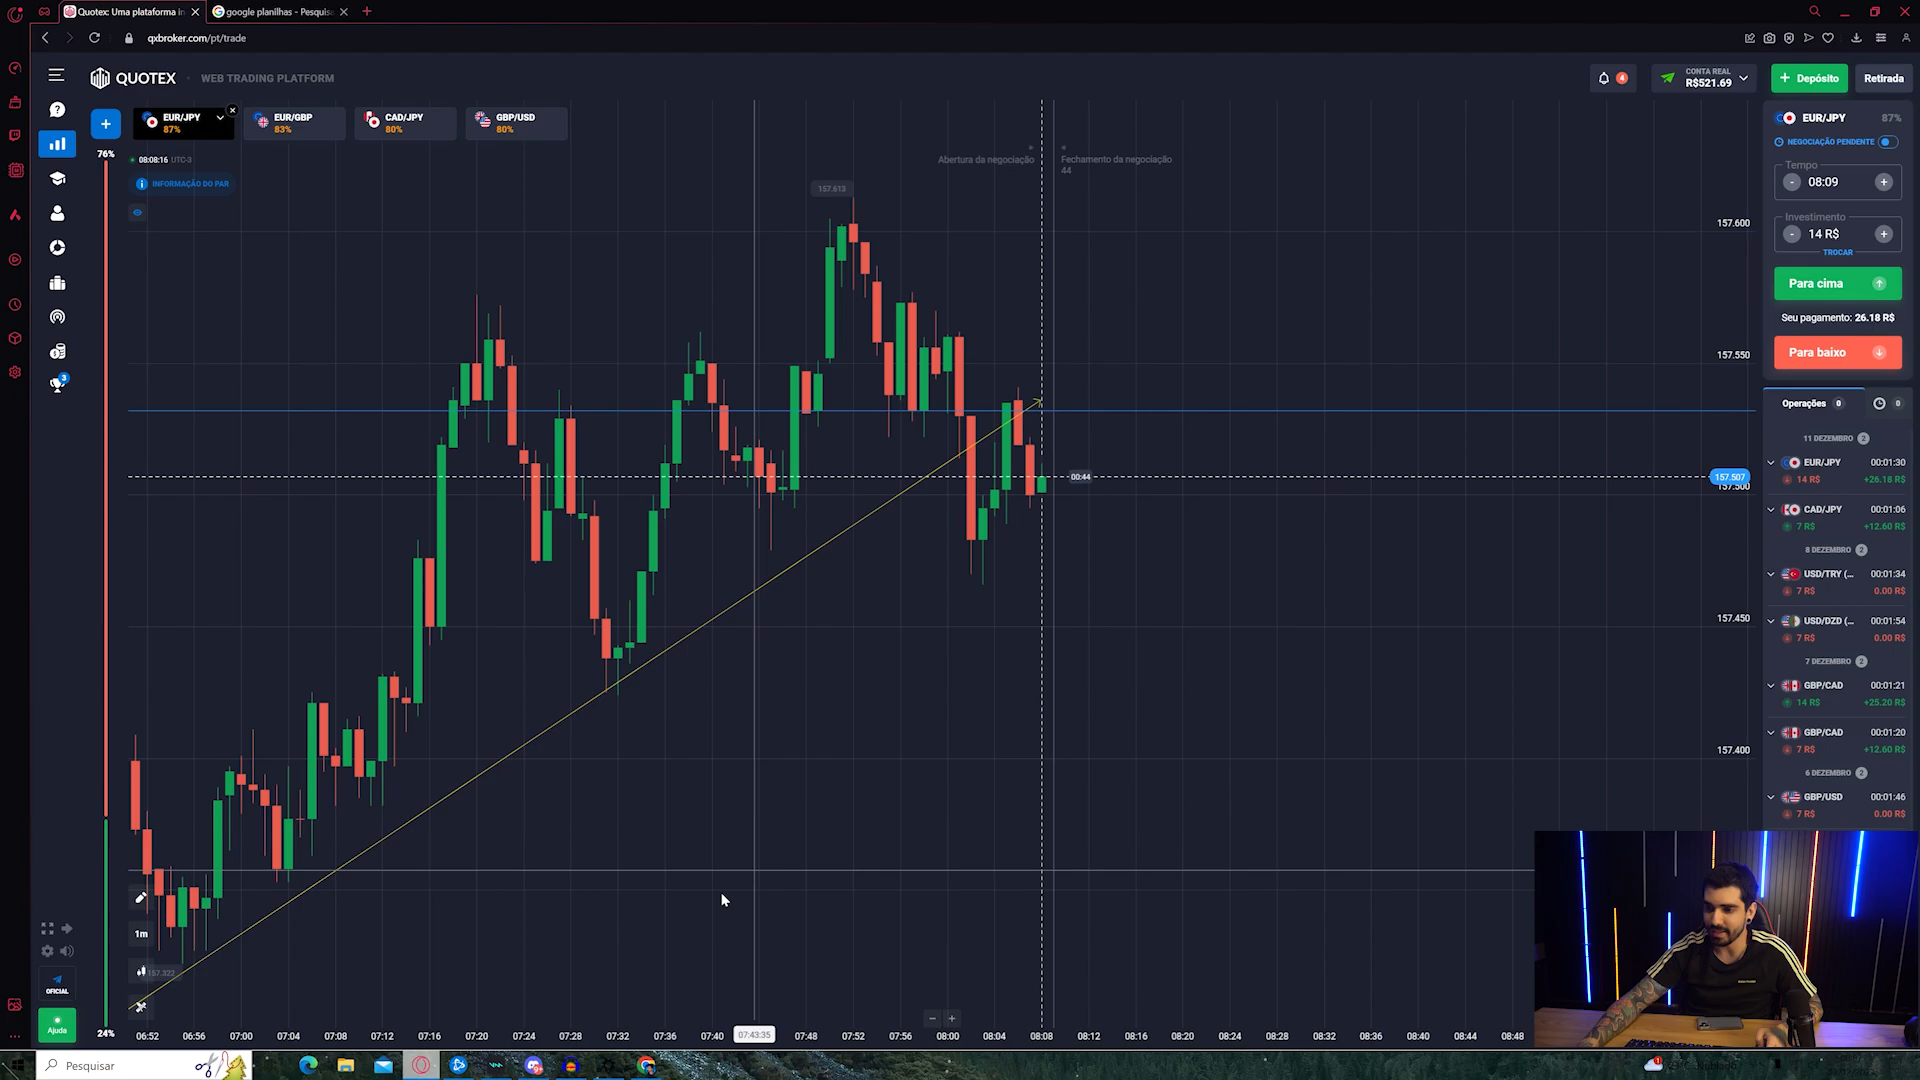 Quotex: Uma plataforma in
google planilhas - Pesquisa
qxbroker.com/pt/trade
QUOTEX
WEB TRADING PLATFORM
4
CONTA REAL
R$521.69
+ Depósito
Retirada
EUR/JPY
87%
EUR/GBP
83%
CAD/JPY
80%
GBP/USD
80%
76%
08:08:16 UTC-3
INFORMAÇÃO DO PAR
Abertura da negociação
Fechamento da negociação
44
157.613
157.600
157.550
00:44
157.507
157.500
157.450
157.400
157.322
1m
24%
06:52
06:56
07:00
07:04
07:08
07:12
07:16
07:20
07:24
07:28
07:32
07:36
07:40
07:43:35
07:48
07:52
07:56
08:00
08:04
08:08
08:12
08:16
08:20
08:24
08:28
08:32
08:36
08:40
08:44
08:48
3
OFICIAL
Ajuda
EUR/JPY
87%
NEGOCIAÇÃO PENDENTE
Tempo
- 08:09 +
Investimento
- 14 R$ +
TROCAR
Para cima
Seu pagamento: 26.18 R$
Para baixo
Operações 0
0
11 DEZEMBRO 2
EUR/JPY 00:01:30
14 R$ +26.18 R$
CAD/JPY 00:01:06
7 R$ +12.60 R$
8 DEZEMBRO 2
USD/TRY (... 00:01:34
7 R$ 0.00 R$
USD/DZD (... 00:01:54
7 R$ 0.00 R$
7 DEZEMBRO 2
GBP/CAD 00:01:21
14 R$ +25.20 R$
GBP/CAD 00:01:20
7 R$ +12.60 R$
6 DEZEMBRO 2
GBP/USD 00:01:46
7 R$ 0.00 R$
Pesquisar
1